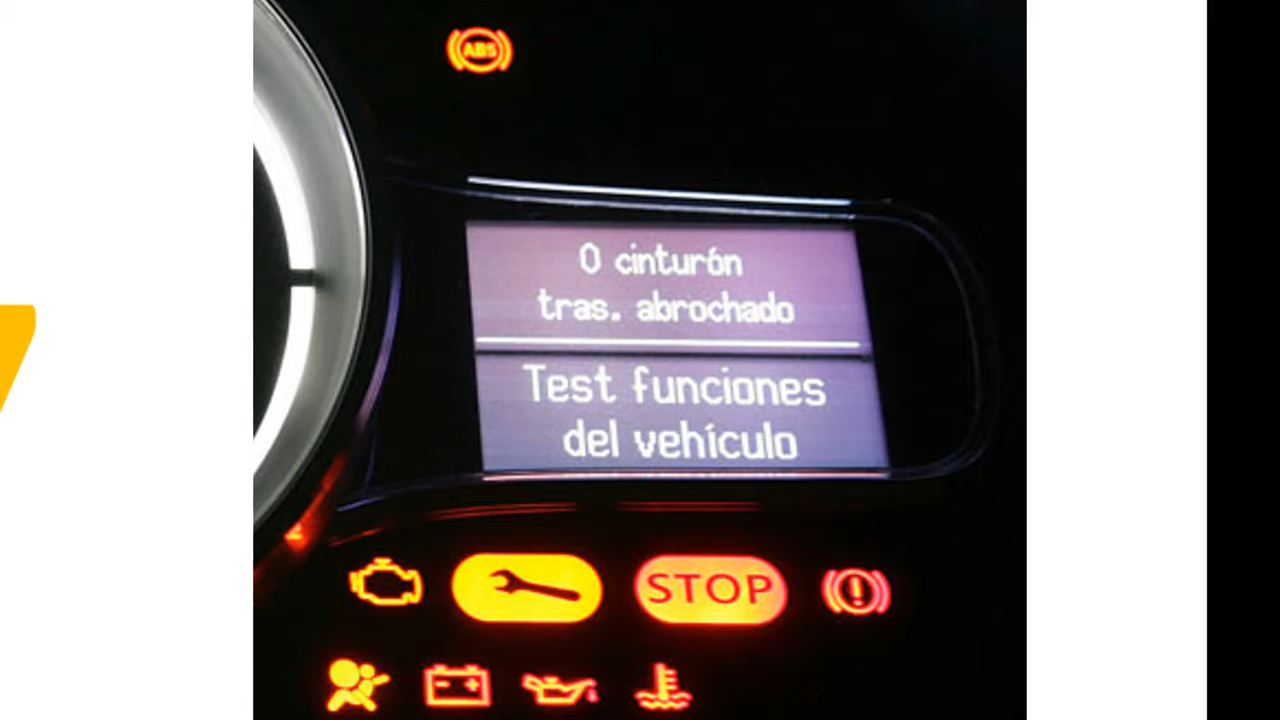 ABS
0 cinturón
tras. abrochado
Test funciones
del vehículo
STOP